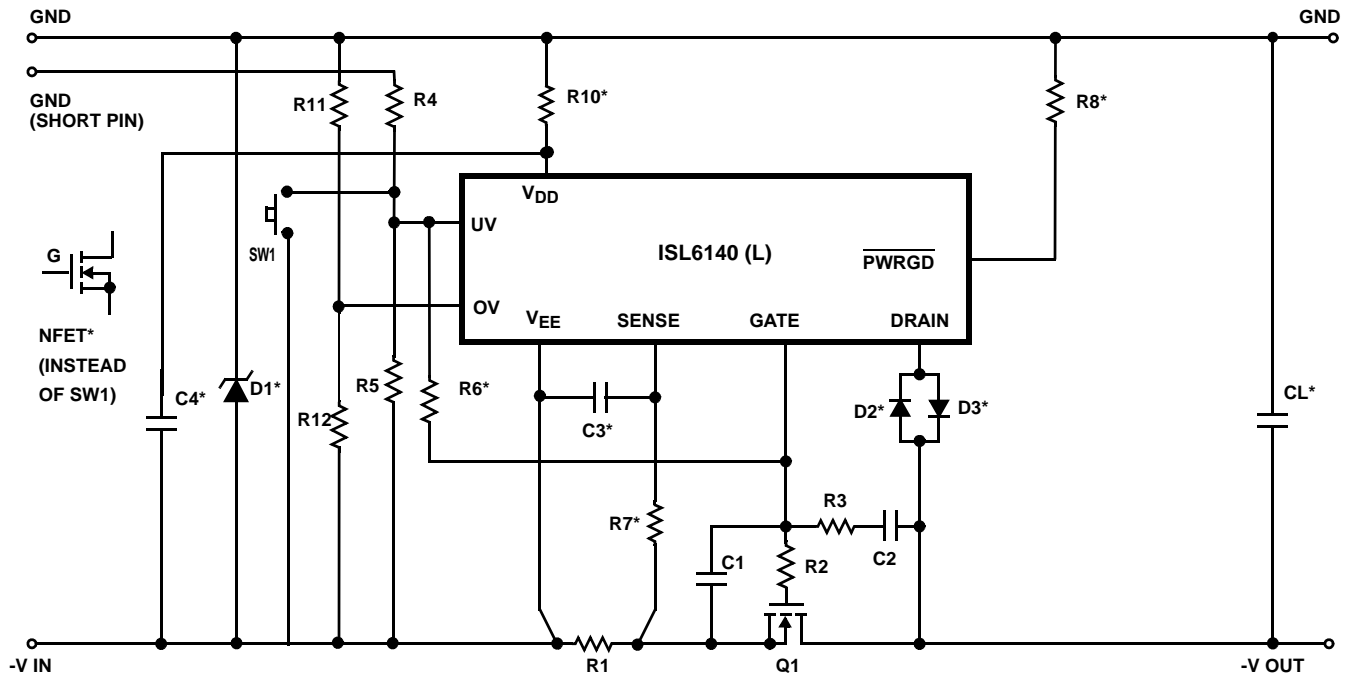 GND
GND
GND
(SHORT PIN)
R11
R4
R10*
R8*
VDD
UV
ISL6140 (L)
PWRGD
SW1
G
OV
VEE
SENSE
GATE
DRAIN
NFET*
(INSTEAD
OF SW1)
C4*
D1*
R5
R6*
R12
C3*
D2*
D3*
CL*
R7*
R3
C1
R2
C2
-V IN
R1
Q1
-V OUT